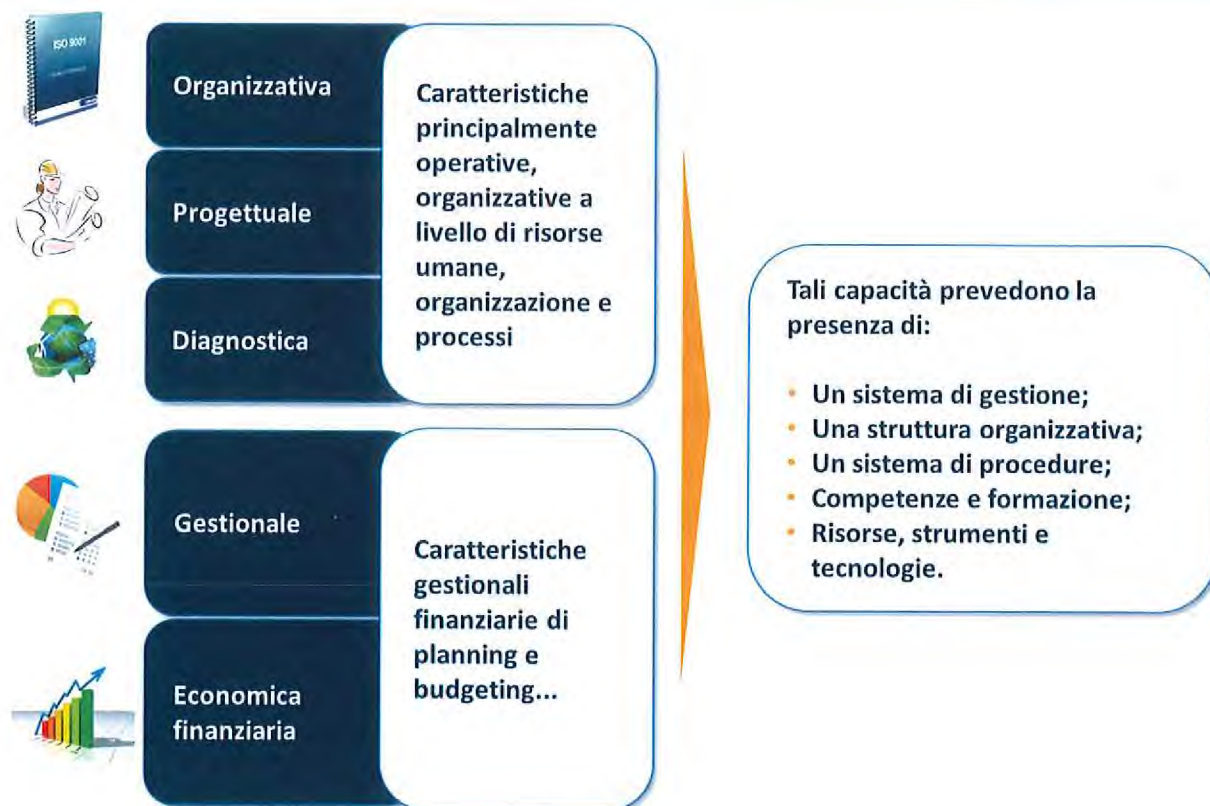 ISO 9001
Organizzativa
Progettuale
Diagnostica
Caratteristiche
principalmente
operative,
organizzative a
livello di risorse
umane,
organizzazione e
processi
Gestionale
Economica
finanziaria
Caratteristiche
gestionali
finanziarie di
planning e
budgeting...
Tali capacità prevedono la
presenza di:
• Un sistema di gestione;
• Una struttura organizzativa;
• Un sistema di procedure;
• Competenze e formazione;
• Risorse, strumenti e
tecnologie.